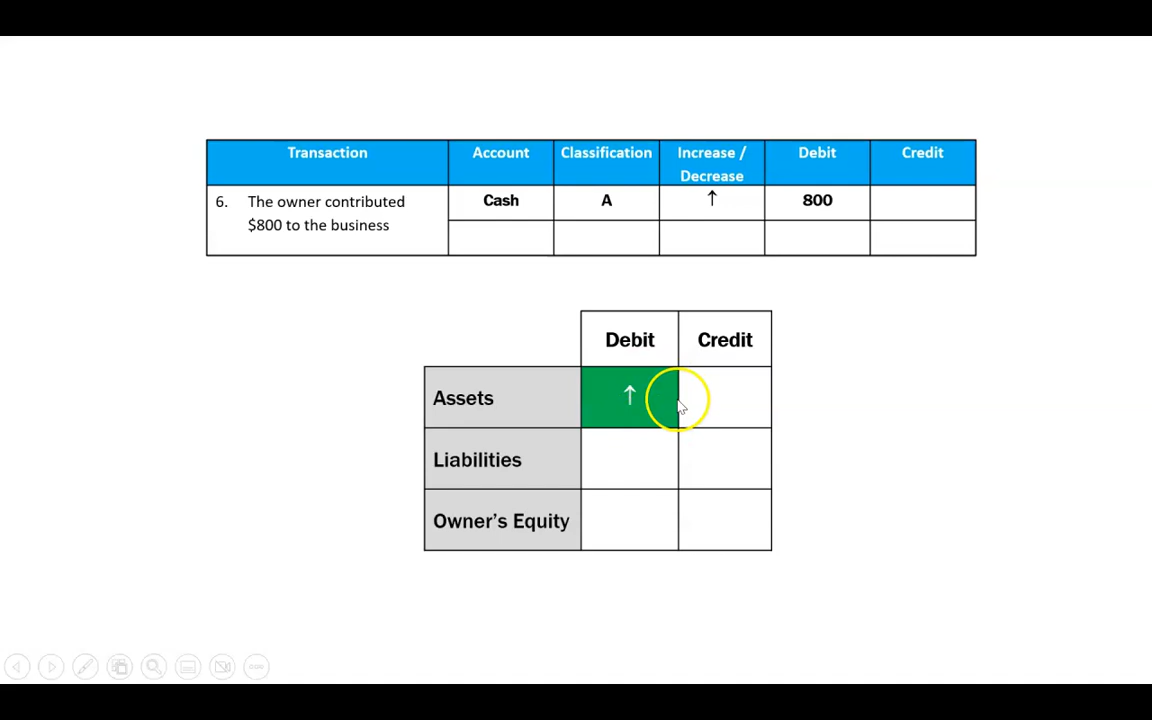 Transaction Account Classification Increase / Debit Credit
Decrease
6. The owner contributed Cash A ↑ 800
$800 to the business
Debit Credit
Assets ↑
Liabilities
Owner's Equity